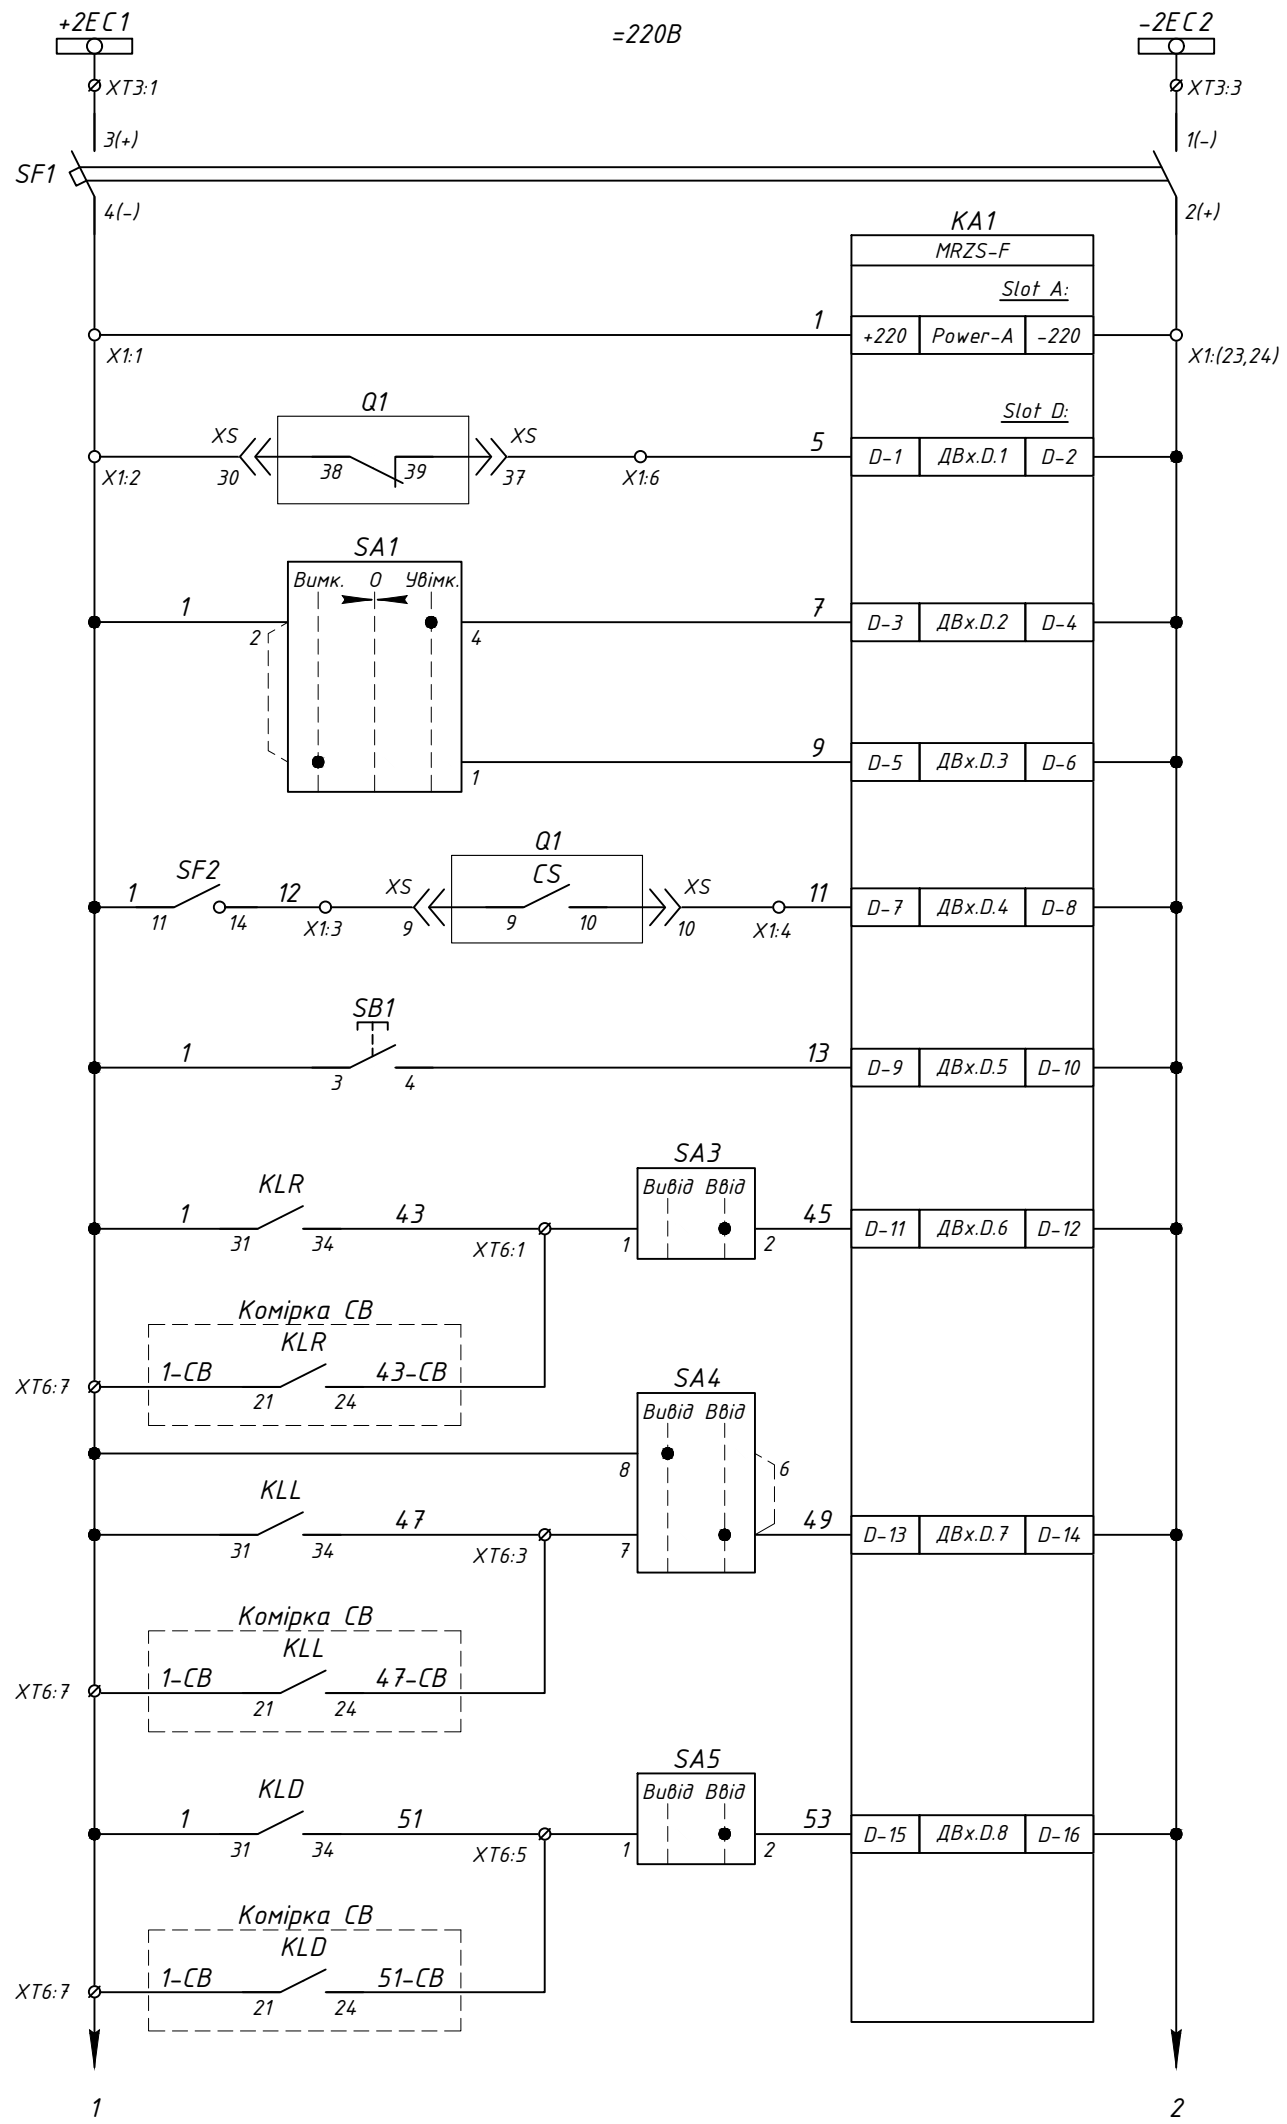 +2EC1 =220В -2EC2
XT3:1 XT3:3
3(+) 1(-)
SF1
4(-) 2(+)
KA1
MRZS-F
Slot A:
1 +220 Power-A -220
X1:1 X1:(23,24)
Q1 Slot D:
XS XS 5 D-1 ДВх.D.1 D-2
X1:2 30 38 39 37 X1:6
SA1
Вимк. О Увімк.
1 7 D-3 ДВх.D.2 D-4
2 4
9 D-5 ДВх.D.3 D-6
1
Q1
SF2 CS
1 12 XS XS 11 D-7 ДВх.D.4 D-8
11 14 X1:3 9 9 10 10 X1:4
SB1
1 13 D-9 ДВх.D.5 D-10
3 4
SA3
KLR Вивід Ввід
1 43 45 D-11 ДВх.D.6 D-12
31 34 XT6:1 1 2
Комірка СВ
KLR
XT6:7 1-СВ 43-СВ
21 24
SA4
Вивід Ввід
8 6
KLL
47 49 D-13 ДВх.D.7 D-14
31 34 XT6:3 7
Комірка СВ
KLL
XT6:7 1-СВ 47-СВ
21 24
SA5
KLD Вивід Ввід
1 51 53 D-15 ДВх.D.8 D-16
31 34 XT6:5 1 2
Комірка СВ
KLD
XT6:7 1-СВ 51-СВ
21 24
1 2